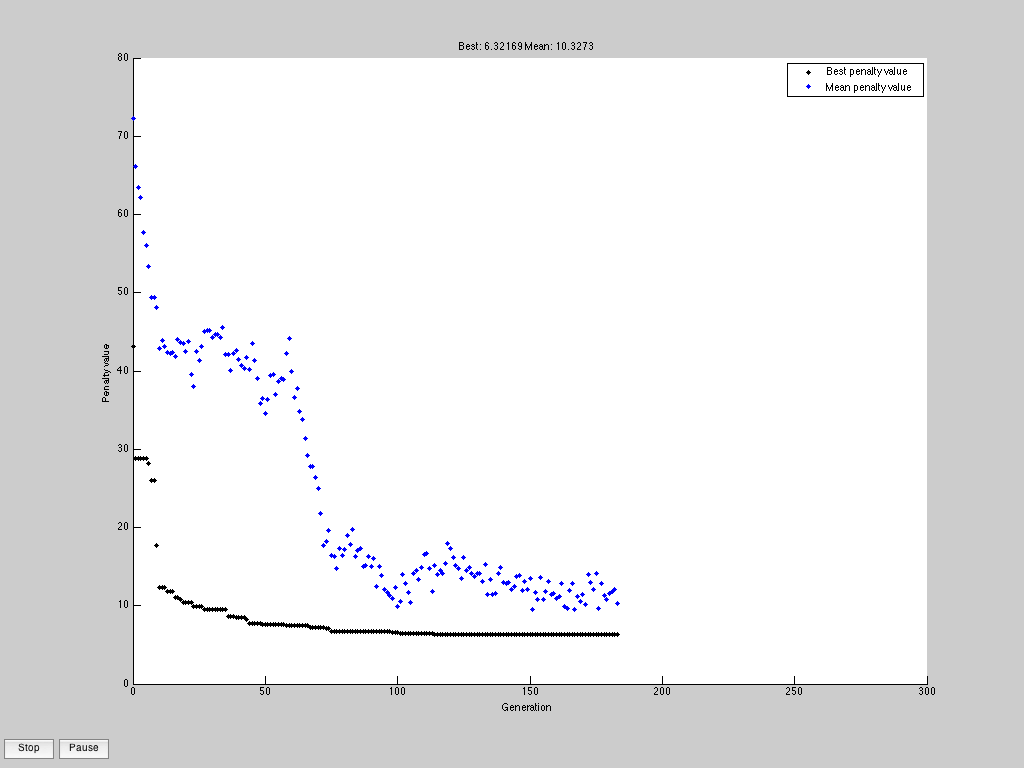 Best: 6.32169 Mean: 10.3273
Best penalty value
Mean penalty value
80
70
60
50
40
30
20
10
0
Penalty value
0 50 100 150 200 250 300
Generation
Stop Pause